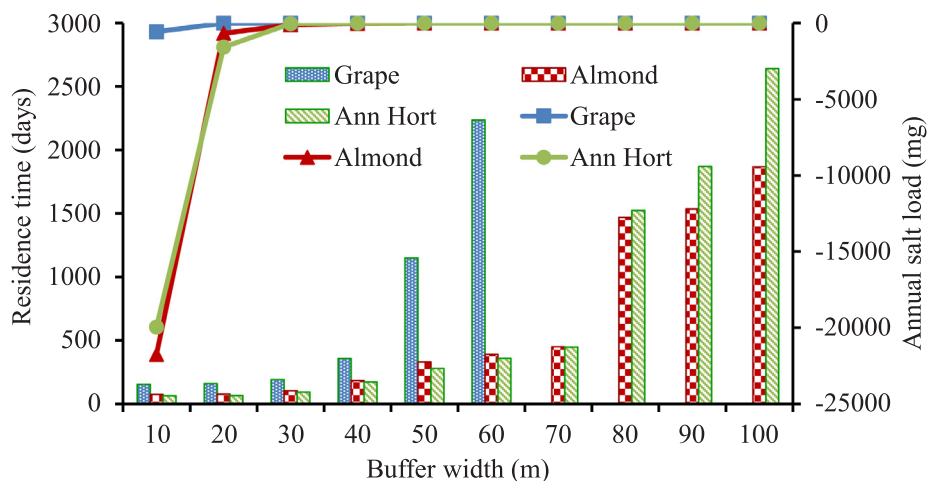 Residence time (days)
3000
2500
2000
1500
1000
500
0
Grape
Almond
Ann Hort
Grape
Almond
Ann Hort
0
-5000
-10000
-15000
-20000
-25000
Annual salt load (mg)
10 20 30 40 50 60 70 80 90 100
Buffer width (m)